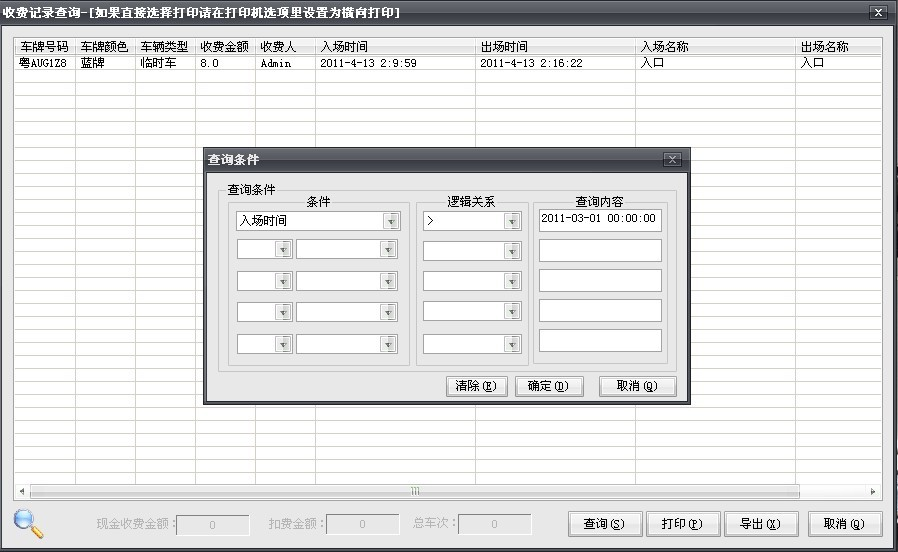 收费记录查询-[如果直接选择打印请在打印机选项里设置为横向打印]
车牌号码 车牌颜色 车辆类型 收费金额 收费人 入场时间 出场时间 入场名称 出场名称
粤AUG1Z8 蓝牌 临时车 8.0 Admin 2011-4-13 2:9:59 2011-4-13 2:16:22 入口 入口
查询条件
查询条件
条件 逻辑关系 查询内容
入场时间 > 2011-03-01 00:00:00
清除(E) 确定(D) 取消(Q)
现金收费金额: 0 扣费金额: 0 总车次: 0 查询(S) 打印(P) 导出(X) 取消(Q)